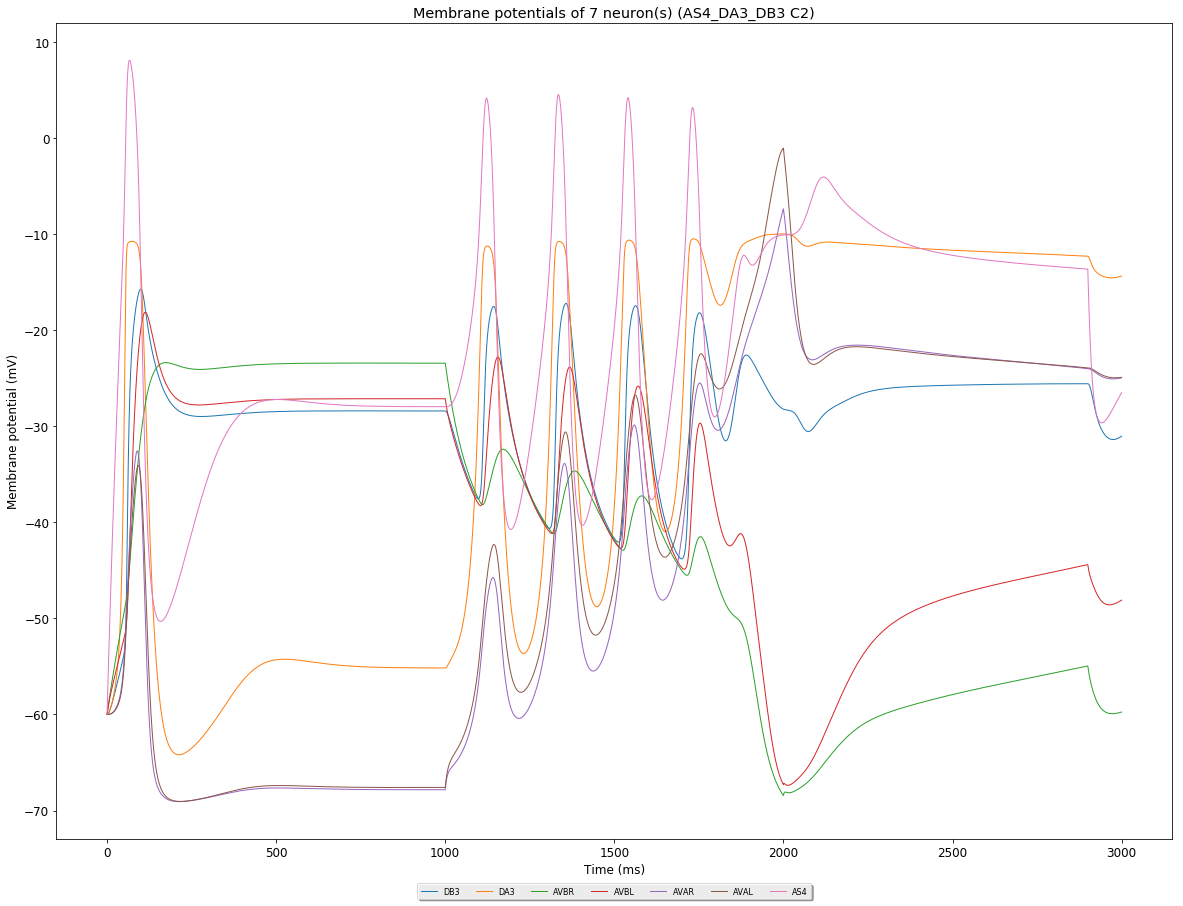 Membrane potentials of 7 neuron(s) (AS4_DA3_DB3 C2)
10
0
−10
−20
−30
−40
−50
−60
−70
Membrane potential (mV)
0 500 1000 1500 2000 2500 3000
Time (ms)
DB3 DA3 AVBR AVBL AVAR AVAL AS4